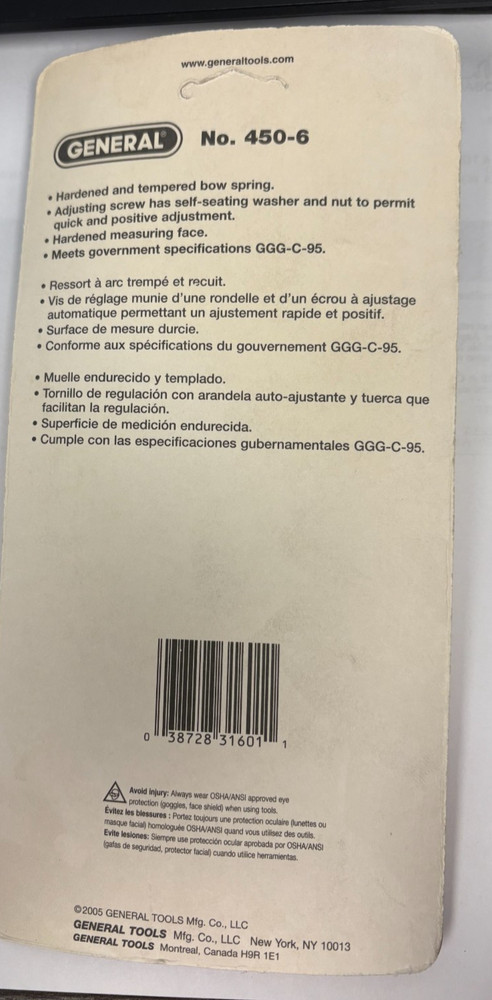 www.generaltools.com
GENERAL® No. 450-6
• Hardened and tempered bow spring.
• Adjusting screw has self-seating washer and nut to permit
quick and positive adjustment.
• Hardened measuring face.
• Meets government specifications GGG-C-95.
• Ressort à arc trempé et recuit.
• Vis de réglage munie d'une rondelle et d'un écrou à ajustage
automatique permettant un ajustement rapide et positif.
• Surface de mesure durcie.
• Conforme aux spécifications du gouvernement GGG-C-95.
• Muelle endurecido y templado.
• Tornillo de regulación con arandela auto-ajustante y tuerca que
facilitan la regulación.
• Superficie de medición endurecida.
• Cumple con las especificaciones gubernamentales GGG-C-95.
0 38728 31601 1
Avoid injury: Always wear OSHA/ANSI approved eye
protection (goggles, face shield) when using tools.
Évitez les blessures : Portez toujours une protection oculaire (lunettes ou
masque facial) homologuée OSHA/ANSI quand vous utilisez des outils.
Evite lesiones: Siempre use protección ocular aprobada por OSHA/ANSI
(gafas de seguridad, protector facial) cuando utilice herramientas.
©2005 GENERAL TOOLS Mfg. Co., LLC
GENERAL TOOLS Mfg. Co., LLC New York, NY 10013
GENERAL TOOLS Montreal, Canada H9R 1E1